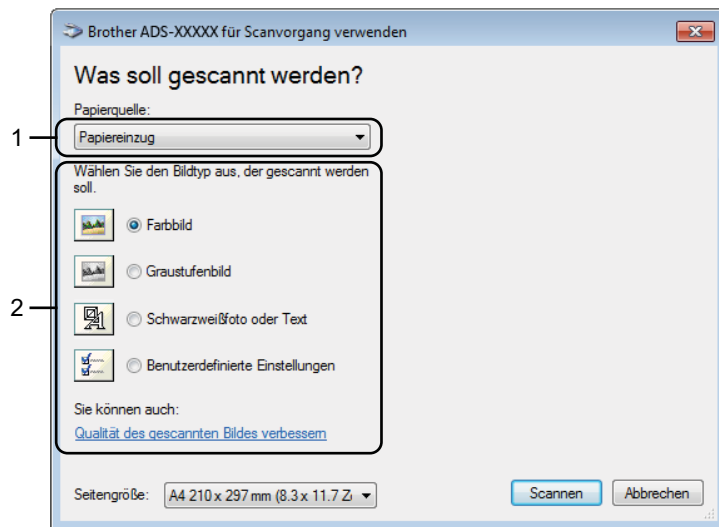 Brother ADS-XXXXX für Scanvorgang verwenden
Was soll gescannt werden?
Papierquelle:
1
Papiereinzug
Wählen Sie den Bildtyp aus, der gescannt werden
soll.
Farbbild
Graustufenbild
2
Schwarzweißfoto oder Text
Benutzerdefinierte Einstellungen
Sie können auch:
Qualität des gescannten Bildes verbessern
Seitengröße:
A4 210 x 297 mm (8.3 x 11.7 Z
Scannen
Abbrechen